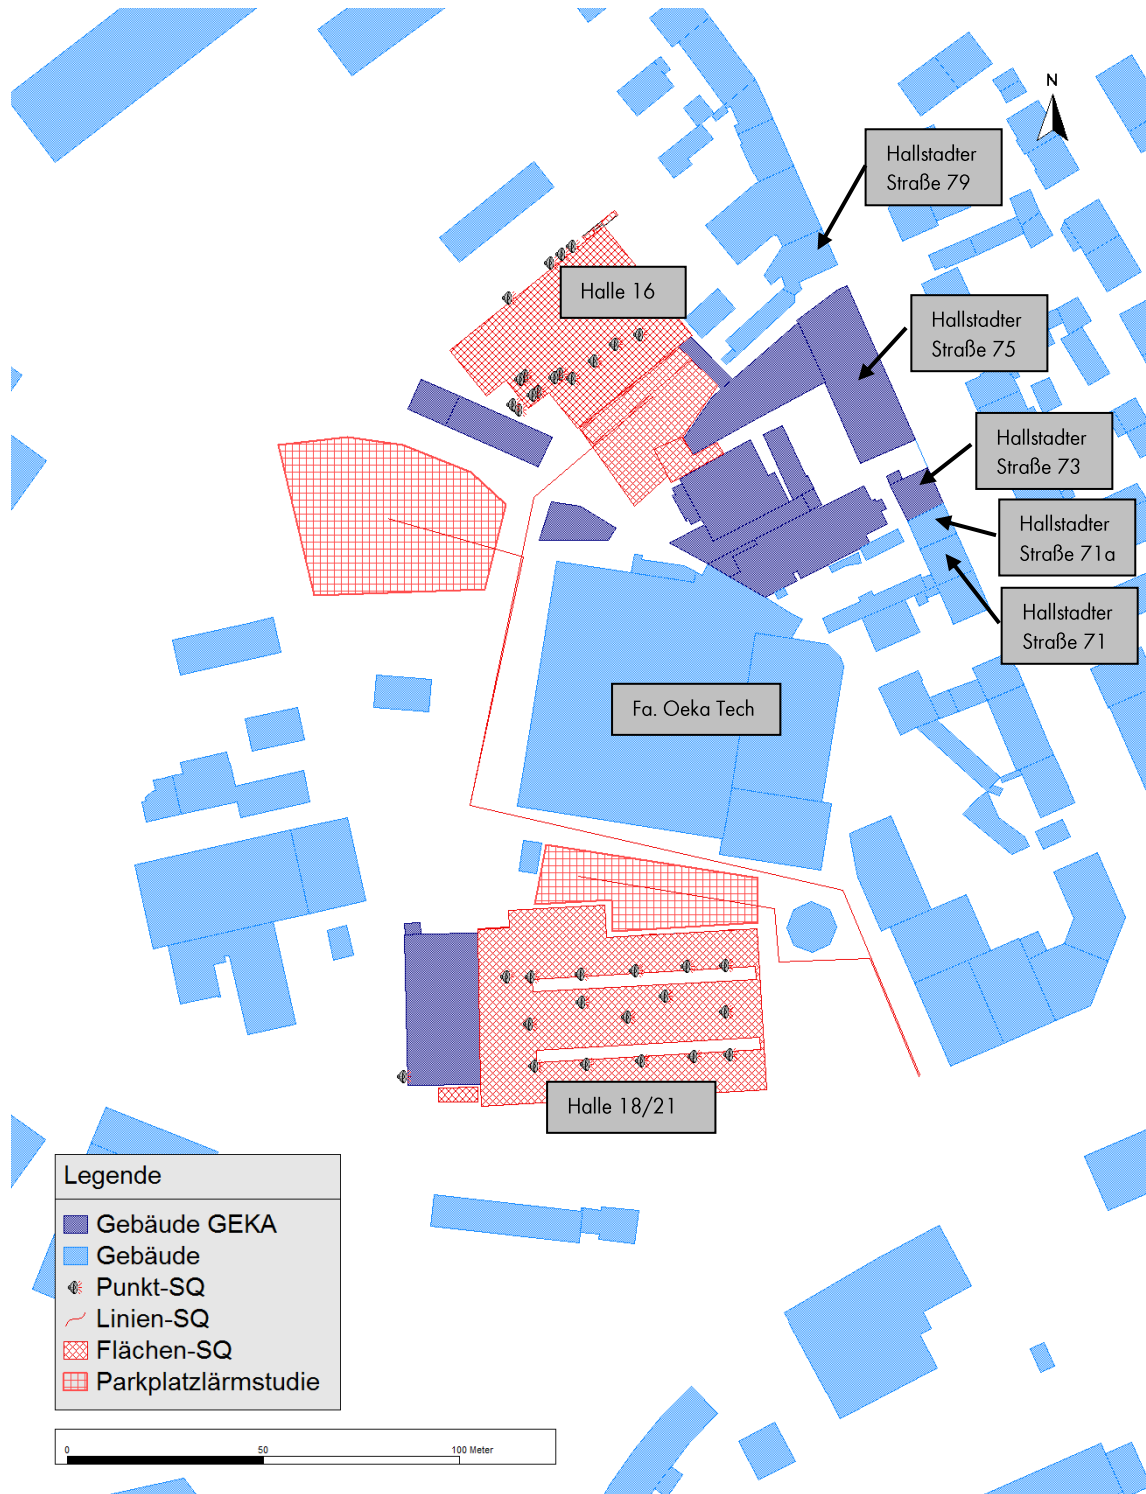 N
Hallstadter
Straße 79
Halle 16
Hallstadter
Straße 75
Hallstadter
Straße 73
Hallstadter
Straße 71a
Hallstadter
Straße 71
Fa. Oeka Tech
Halle 18/21
Legende
Gebäude GEKA
Gebäude
Punkt-SQ
Linien-SQ
Flächen-SQ
Parkplatzlärmstudie
0 50 100 Meter